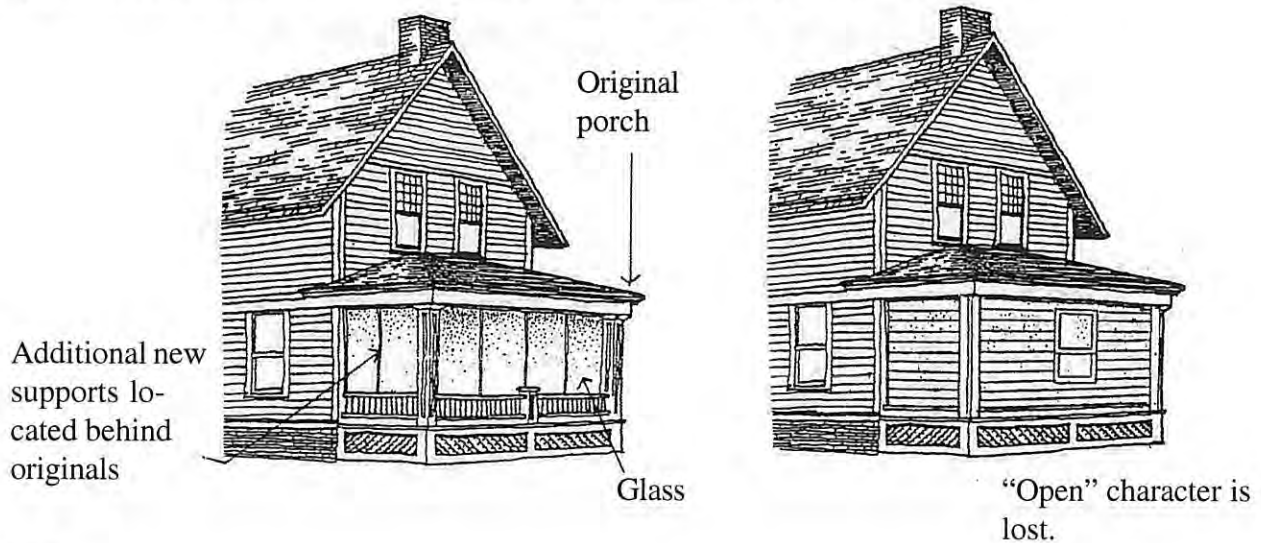 Original
porch
Additional new
supports lo-
cated behind
originals
Glass
“Open” character is
lost.